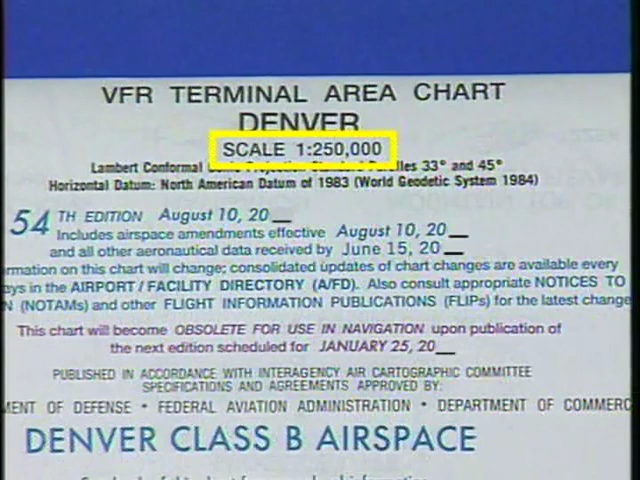 VFR TERMINAL AREA CHART
DENVER
SCALE 1:250,000
Lambert Conformal Conic Projection Standard Parallels 33° and 45°
Horizontal Datum: North American Datum of 1983 (World Geodetic System 1984)
54 TH EDITION August 10, 20__
Includes airspace amendments effective August 10, 20__
and all other aeronautical data received by June 15, 20__
rmation on this chart will change; consolidated updates of chart changes are available every
ays in the AIRPORT/FACILITY DIRECTORY (A/FD). Also consult appropriate NOTICES TO
N (NOTAMs) and other FLIGHT INFORMATION PUBLICATIONS (FLIPs) for the latest change
This chart will become OBSOLETE FOR USE IN NAVIGATION upon publication of
the next edition scheduled for JANUARY 25, 20__
PUBLISHED IN ACCORDANCE WITH INTERAGENCY AIR CARTOGRAPHIC COMMITTEE
SPECIFICATIONS AND AGREEMENTS APPROVED BY:
MENT OF DEFENSE • FEDERAL AVIATION ADMINISTRATION • DEPARTMENT OF COMMERC
DENVER CLASS B AIRSPACE